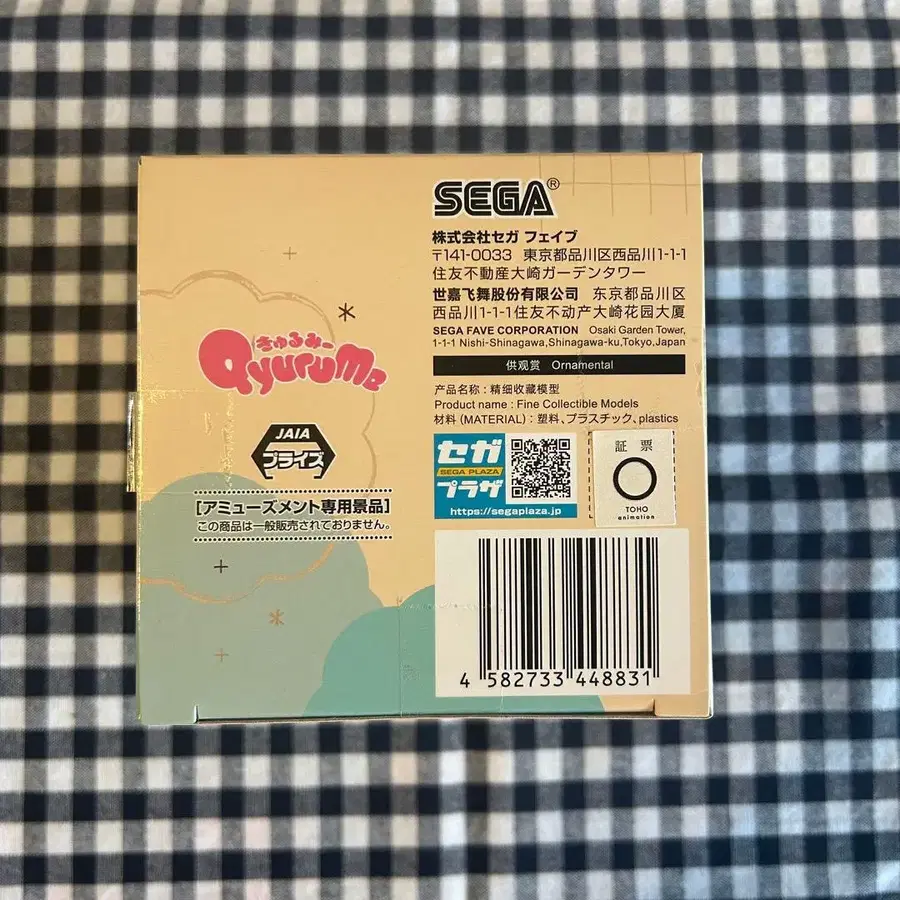 SEGA®
株式会社セガ フェイブ
〒141-0033 東京都品川区西品川1-1-1
住友不動産大崎ガーデンタワー
世嘉飞舞股份有限公司 东京都品川区
西品川1-1-1住友不动产大崎花园大厦
SEGA FAVE CORPORATION Osaki Garden Tower,
1-1-1 Nishi-Shinagawa,Shinagawa-ku,Tokyo,Japan
供观赏 Ornamental
产品名称:精细收藏模型
Product name : Fine Collectible Models
材料 (MATERIAL) : 塑料、プラスチック、plastics
きゅるみー
QyuruMe
JAIA
プライズ
[アミューズメント専用景品]
この商品は一般販売されておりません。
セガ
SEGA PLAZA
プラザ
https://segaplaza.jp
証票
TOHO
animation
4 582733 448831